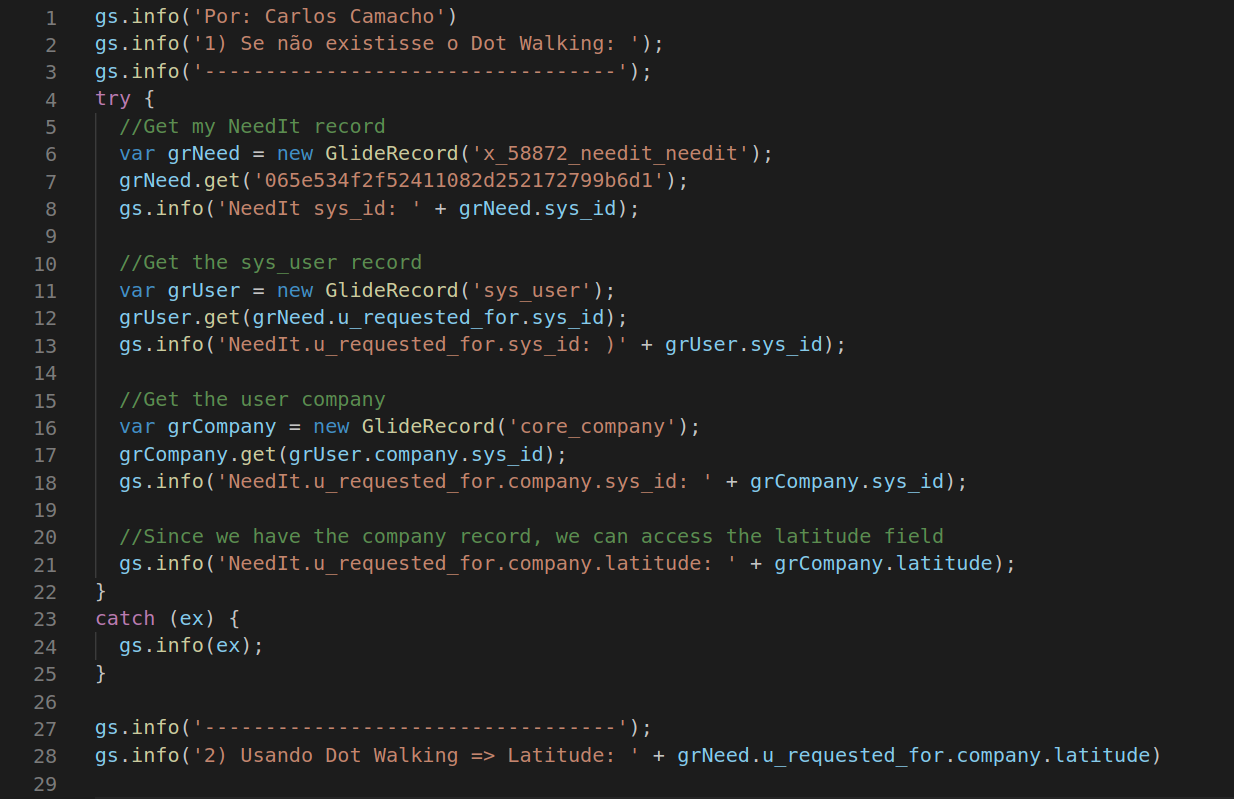 1 gs.info('Por: Carlos Camacho')
2 gs.info('1) Se não existisse o Dot Walking: ');
3 gs.info('----------------------------------');
4 try {
5 //Get my NeedIt record
6 var grNeed = new GlideRecord('x_58872_needit_needit');
7 grNeed.get('065e534f2f52411082d252172799b6d1');
8 gs.info('NeedIt sys_id: ' + grNeed.sys_id);
9
10 //Get the sys_user record
11 var grUser = new GlideRecord('sys_user');
12 grUser.get(grNeed.u_requested_for.sys_id);
13 gs.info('NeedIt.u_requested_for.sys_id: )' + grUser.sys_id);
14
15 //Get the user company
16 var grCompany = new GlideRecord('core_company');
17 grCompany.get(grUser.company.sys_id);
18 gs.info('NeedIt.u_requested_for.company.sys_id: ' + grCompany.sys_id);
19
20 //Since we have the company record, we can access the latitude field
21 gs.info('NeedIt.u_requested_for.company.latitude: ' + grCompany.latitude);
22 }
23 catch (ex) {
24 gs.info(ex);
25 }
26
27 gs.info('----------------------------------');
28 gs.info('2) Usando Dot Walking => Latitude: ' + grNeed.u_requested_for.company.latitude)
29